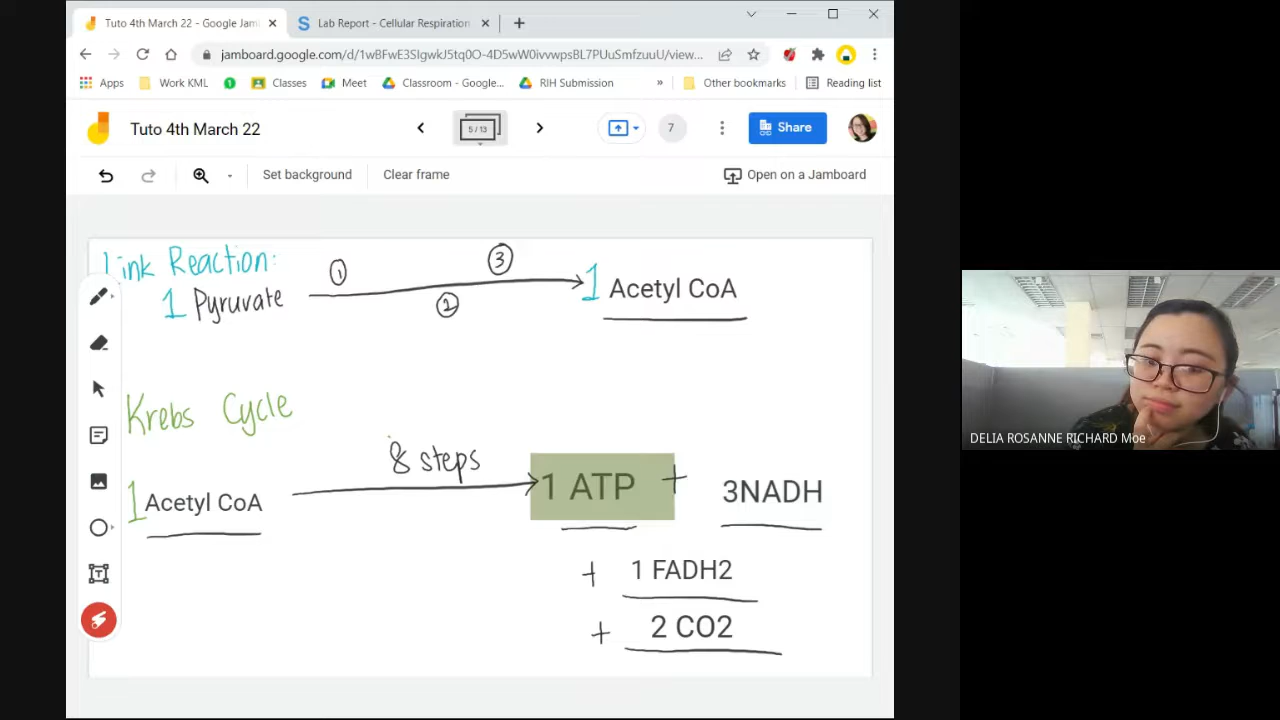 Tuto 4th March 22 - Google Jam
Lab Report - Cellular Respiration
jamboard.google.com/d/1wBFwE3SIgwkJ5tq0O-4D5wW0ivvwpsBL7PUuSmfzuuU/view...
Apps Work KML Classes Meet Classroom - Google... RIH Submission » Other bookmarks Reading list
Tuto 4th March 22
5 / 13
7
Share
Set background Clear frame Open on a Jamboard
Link Reaction:
1 Pyruvate ① ② ③ 1 Acetyl CoA
Krebs Cycle
1 Acetyl CoA 8 steps 1 ATP + 3NADH
+ 1 FADH2
+ 2 CO2
DELIA ROSANNE RICHARD Moe